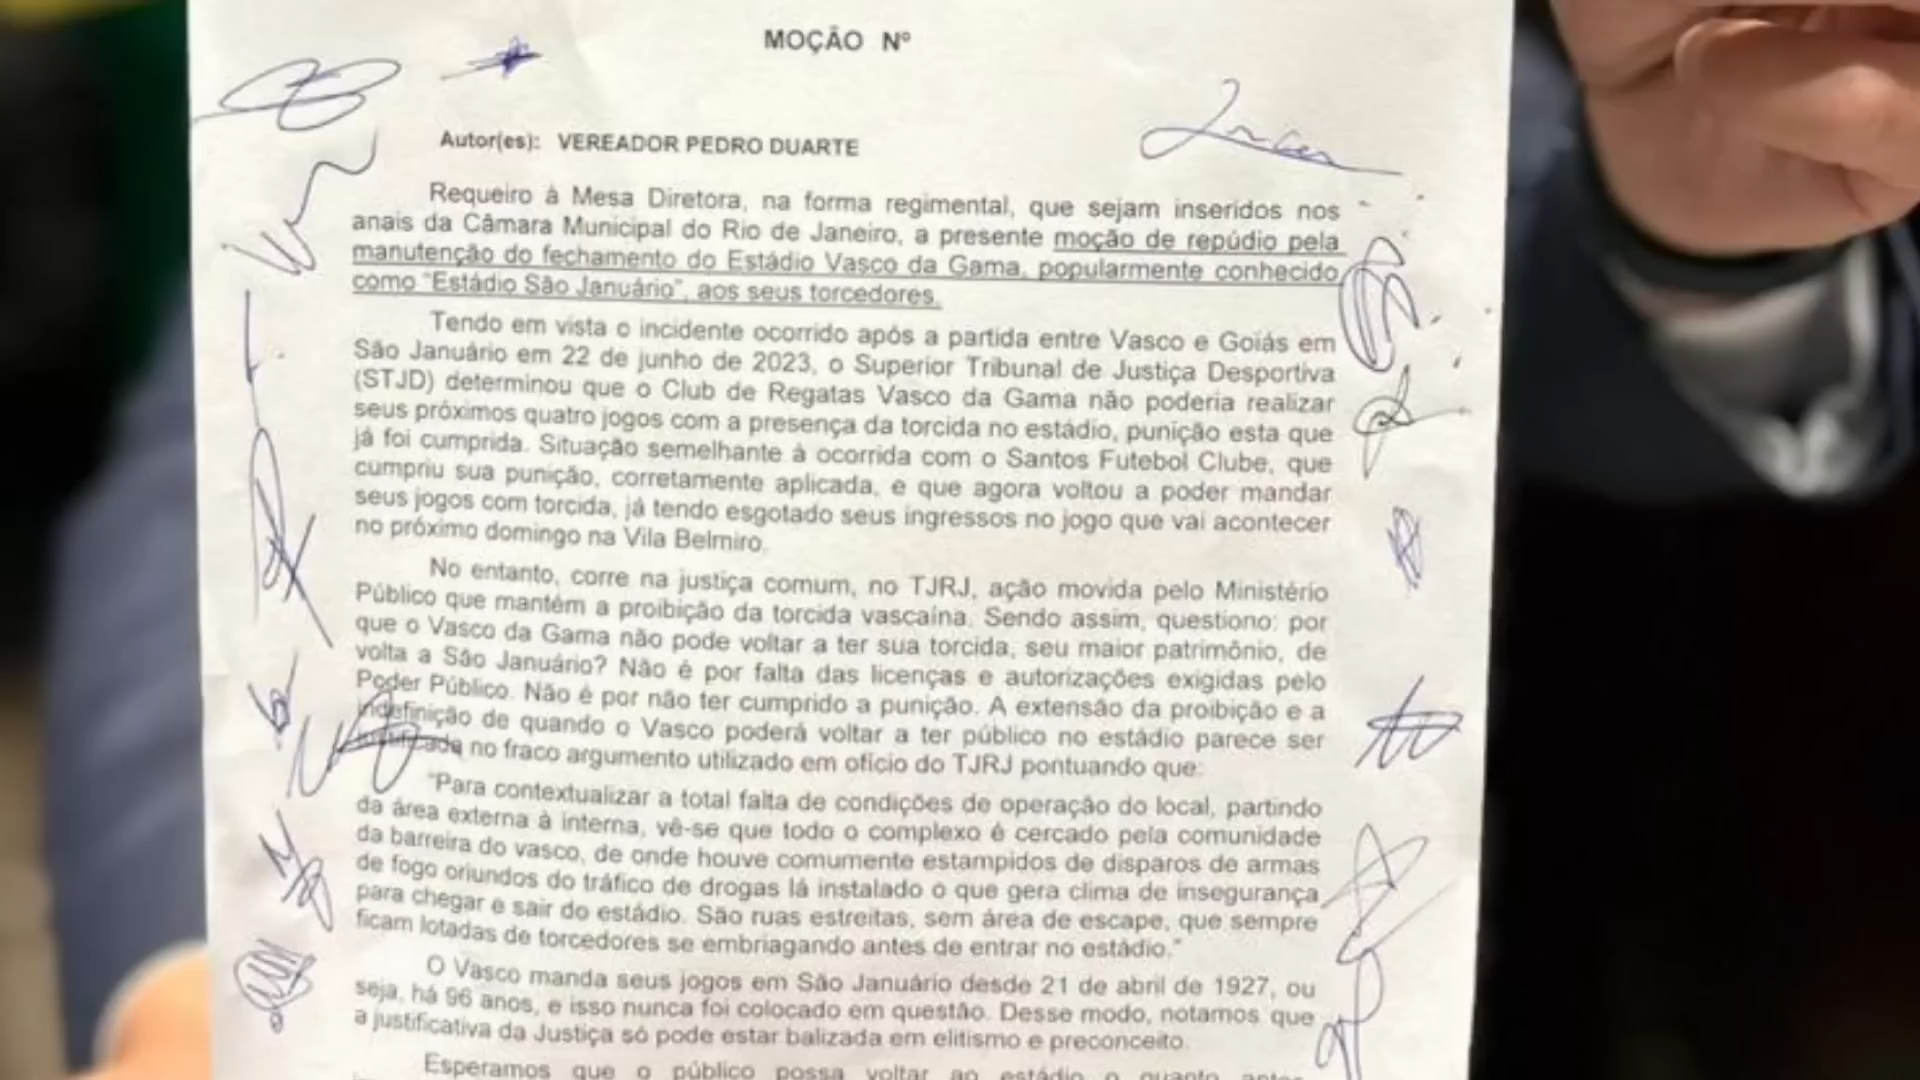 MOÇÃO Nº
Autor(es): VEREADOR PEDRO DUARTE
Requeiro à Mesa Diretora, na forma regimental, que sejam inseridos nos
anais da Câmara Municipal do Rio de Janeiro, a presente moção de repúdio pela
manutenção do fechamento do Estádio Vasco da Gama, popularmente conhecido
como "Estádio São Januário", aos seus torcedores.
Tendo em vista o incidente ocorrido após a partida entre Vasco e Goiás em
São Januário em 22 de junho de 2023, o Superior Tribunal de Justiça Desportiva
(STJD) determinou que o Club de Regatas Vasco da Gama não poderia realizar
seus próximos quatro jogos com a presença da torcida no estádio, punição esta que
já foi cumprida. Situação semelhante à ocorrida com o Santos Futebol Clube, que
cumpriu sua punição, corretamente aplicada, e que agora voltou a poder mandar
seus jogos com torcida, já tendo esgotado seus ingressos no jogo que vai acontecer
no próximo domingo na Vila Belmiro.
No entanto, corre na justiça comum, no TJRJ, ação movida pelo Ministério
Público que mantém a proibição da torcida vascaína. Sendo assim, questiono: por
que o Vasco da Gama não pode voltar a ter sua torcida, seu maior patrimônio, de
volta a São Januário? Não é por falta das licenças e autorizações exigidas pelo
Poder Público. Não é por não ter cumprido a punição. A extensão da proibição e a
indefinição de quando o Vasco poderá voltar a ter público no estádio parece ser
no fraco argumento utilizado em ofício do TJRJ pontuando que:
"Para contextualizar a total falta de condições de operação do local, partindo
da área externa à interna, vê-se que todo o complexo é cercado pela comunidade
da barreira do vasco, de onde houve comumente estampidos de disparos de armas
de fogo oriundos do tráfico de drogas lá instalado o que gera clima de insegurança
para chegar e sair do estádio. São ruas estreitas, sem área de escape, que sempre
ficam lotadas de torcedores se embriagando antes de entrar no estádio."
O Vasco manda seus jogos em São Januário desde 21 de abril de 1927, ou
seja, há 96 anos, e isso nunca foi colocado em questão. Desse modo, notamos que
a justificativa da Justiça só pode estar balizada em elitismo e preconceito.
Esperamos que o público possa voltar ao estádio o quanto antes